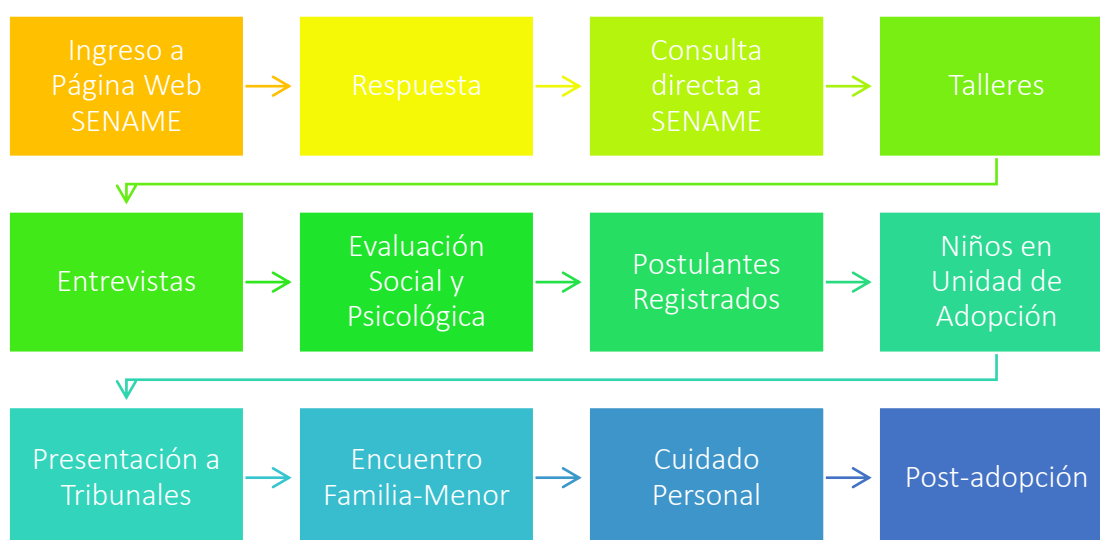 Ingreso a
Página Web
SENAME
Respuesta
Consulta
directa a
SENAME
Talleres
Entrevistas
Evaluación
Social y
Psicológica
Postulantes
Registrados
Niños en
Unidad de
Adopción
Presentación a
Tribunales
Encuentro
Familia-Menor
Cuidado
Personal
Post-adopción